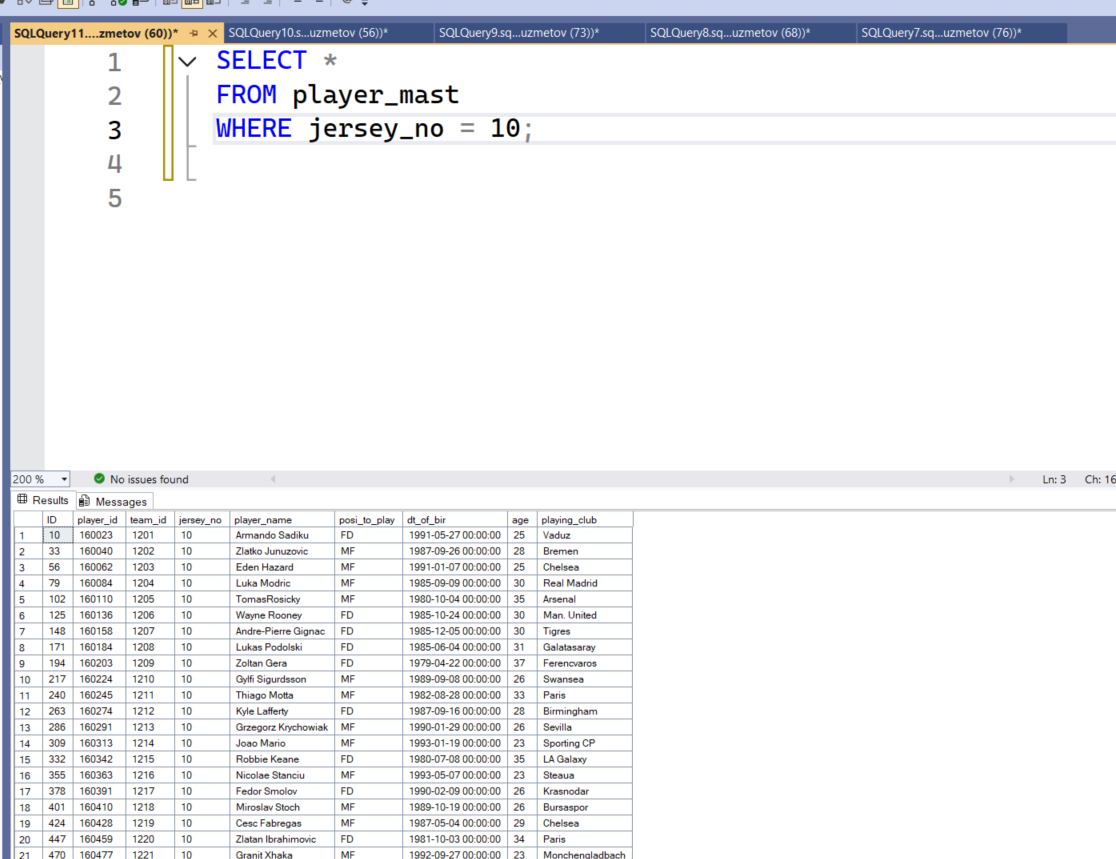 SQLQuery11....zmetov (60))* SQLQuery10.s...uzmetov (56))* SQLQuery9.sq...uzmetov (73))* SQLQuery8.sq...uzmetov (68))* SQLQuery7.sq...uzmetov (76))*
1 SELECT *
2 FROM player_mast
3 WHERE jersey_no = 10;
4
5
200 % No issues found Ln: 3 Ch: 16
Results Messages
ID player_id team_id jersey_no player_name posi_to_play dt_of_bir age playing_club
1 10 160023 1201 10 Armando Sadiku FD 1991-05-27 00:00:00 25 Vaduz
2 33 160040 1202 10 Zlatko Junuzovic MF 1987-09-26 00:00:00 28 Bremen
3 56 160062 1203 10 Eden Hazard MF 1991-01-07 00:00:00 25 Chelsea
4 79 160084 1204 10 Luka Modric MF 1985-09-09 00:00:00 30 Real Madrid
5 102 160110 1205 10 TomasRosicky MF 1980-10-04 00:00:00 35 Arsenal
6 125 160136 1206 10 Wayne Rooney FD 1985-10-24 00:00:00 30 Man. United
7 148 160158 1207 10 Andre-Pierre Gignac FD 1985-12-05 00:00:00 30 Tigres
8 171 160184 1208 10 Lukas Podolski FD 1985-06-04 00:00:00 31 Galatasaray
9 194 160203 1209 10 Zoltan Gera FD 1979-04-22 00:00:00 37 Ferencvaros
10 217 160224 1210 10 Gylfi Sigurdsson MF 1989-09-08 00:00:00 26 Swansea
11 240 160245 1211 10 Thiago Motta MF 1982-08-28 00:00:00 33 Paris
12 263 160274 1212 10 Kyle Lafferty FD 1987-09-16 00:00:00 28 Birmingham
13 286 160291 1213 10 Grzegorz Krychowiak MF 1990-01-29 00:00:00 26 Sevilla
14 309 160313 1214 10 Joao Mario MF 1993-01-19 00:00:00 23 Sporting CP
15 332 160342 1215 10 Robbie Keane FD 1980-07-08 00:00:00 35 LA Galaxy
16 355 160363 1216 10 Nicolae Stanciu MF 1993-05-07 00:00:00 23 Steaua
17 378 160391 1217 10 Fedor Smolov FD 1990-02-09 00:00:00 26 Krasnodar
18 401 160410 1218 10 Miroslav Stoch MF 1989-10-19 00:00:00 26 Bursaspor
19 424 160428 1219 10 Cesc Fabregas MF 1987-05-04 00:00:00 29 Chelsea
20 447 160459 1220 10 Zlatan Ibrahimovic FD 1981-10-03 00:00:00 34 Paris
21 470 160477 1221 10 Granit Xhaka MF 1992-09-27 00:00:00 23 Monchengladbach